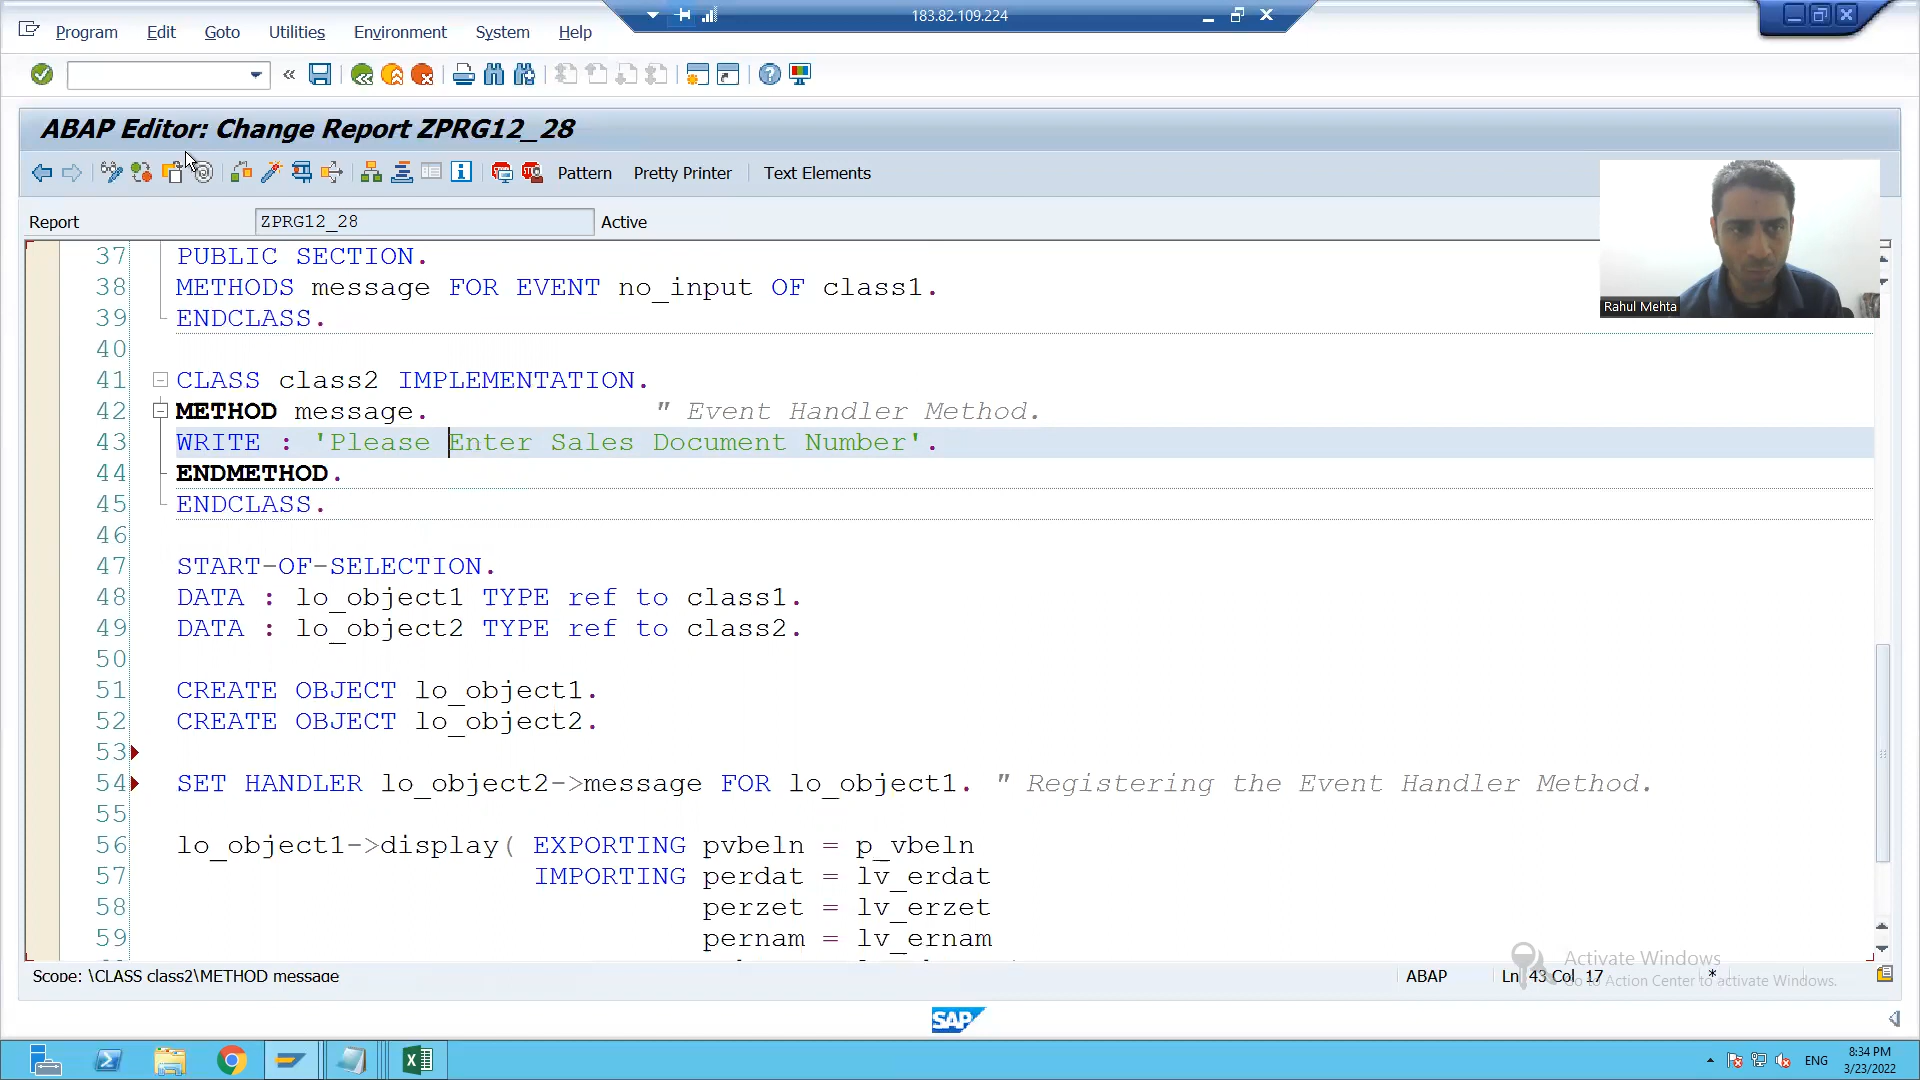 183.82.109.224
Program Edit Goto Utilities Environment System Help
ABAP Editor: Change Report ZPRG12_28
Pattern Pretty Printer Text Elements
Report ZPRG12_28 Active
37 PUBLIC SECTION.
38 METHODS message FOR EVENT no_input OF class1.
39 ENDCLASS.
40
41 CLASS class2 IMPLEMENTATION.
42 METHOD message. " Event Handler Method.
43 WRITE : 'Please Enter Sales Document Number'.
44 ENDMETHOD.
45 ENDCLASS.
46
47 START-OF-SELECTION.
48 DATA : lo_object1 TYPE ref to class1.
49 DATA : lo_object2 TYPE ref to class2.
50
51 CREATE OBJECT lo_object1.
52 CREATE OBJECT lo_object2.
53
54 SET HANDLER lo_object2->message FOR lo_object1. " Registering the Event Handler Method.
55
56 lo_object1->display( EXPORTING pvbeln = p_vbeln
57 IMPORTING perdat = lv_erdat
58 perzet = lv_erzet
59 pernam = lv_ernam
Rahul Mehta
Activate Windows
Go to Action Center to activate Windows.
Scope: \CLASS class2\METHOD message ABAP Ln 43 Col 17 *
SAP
ENG
8:34 PM
3/23/2022